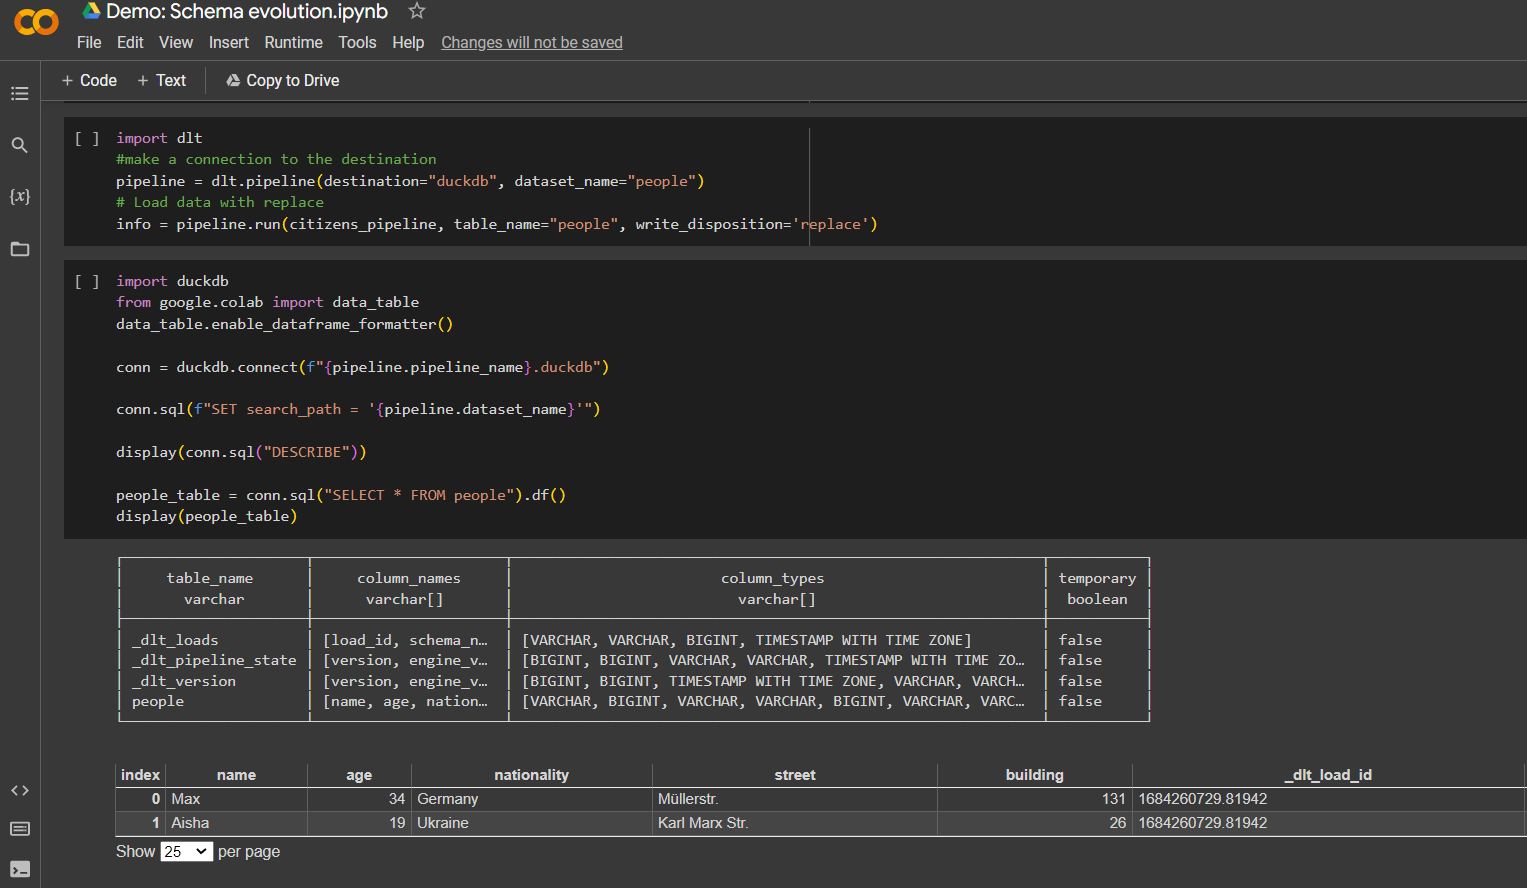 Demo: Schema evolution.ipynb
File Edit View Insert Runtime Tools Help Changes will not be saved
+ Code + Text Copy to Drive
[ ] import dlt
#make a connection to the destination
pipeline = dlt.pipeline(destination="duckdb", dataset_name="people")
# Load data with replace
info = pipeline.run(citizens_pipeline, table_name="people", write_disposition='replace')
[ ] import duckdb
from google.colab import data_table
data_table.enable_dataframe_formatter()
conn = duckdb.connect(f"{pipeline.pipeline_name}.duckdb")
conn.sql(f"SET search_path = '{pipeline.dataset_name}'")
display(conn.sql("DESCRIBE"))
people_table = conn.sql("SELECT * FROM people").df()
display(people_table)
table_name column_names column_types temporary
varchar varchar[] varchar[] boolean
_dlt_loads [load_id, schema_n… [VARCHAR, VARCHAR, BIGINT, TIMESTAMP WITH TIME ZONE] false
_dlt_pipeline_state [version, engine_v… [BIGINT, BIGINT, VARCHAR, VARCHAR, TIMESTAMP WITH TIME ZO… false
_dlt_version [version, engine_v… [BIGINT, BIGINT, TIMESTAMP WITH TIME ZONE, VARCHAR, VARCH… false
people [name, age, nation… [VARCHAR, BIGINT, VARCHAR, VARCHAR, BIGINT, VARCHAR, VARC… false
index name age nationality street building _dlt_load_id
0 Max 34 Germany Müllerstr. 131 1684260729.81942
1 Aisha 19 Ukraine Karl Marx Str. 26 1684260729.81942
Show 25 per page